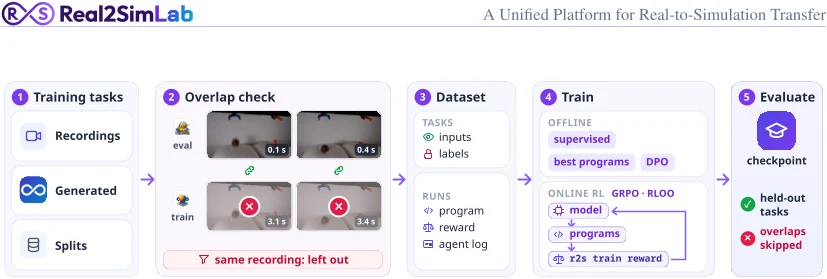 RS Real2SimLab
A Unified Platform for Real-to-Simulation Transfer
1 Training tasks
Recordings
Generated
Splits
2 Overlap check
eval
0.1 s
0.4 s
train
3.1 s
3.4 s
same recording: left out
3 Dataset
TASKS
inputs
labels
RUNS
program
reward
agent log
4 Train
OFFLINE
supervised
best programs DPO
ONLINE RL GRPO · RLOO
model
programs
r2s train reward
5 Evaluate
checkpoint
held-out
tasks
overlaps
skipped